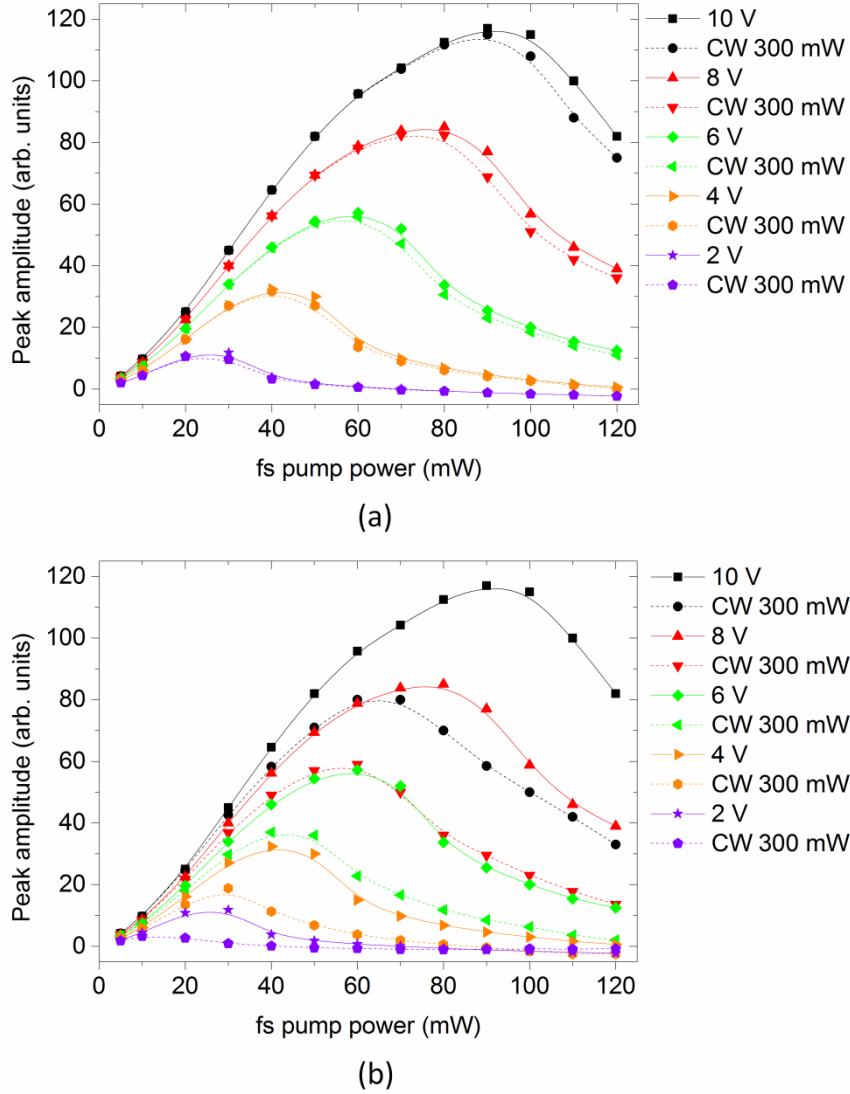 120
100
80
60
40
20
0
Peak amplitude (arb. units)
0 20 40 60 80 100 120
fs pump power (mW)
10 V
CW 300 mW
8 V
CW 300 mW
6 V
CW 300 mW
4 V
CW 300 mW
2 V
CW 300 mW
(a)
120
100
80
60
40
20
0
Peak amplitude (arb. units)
0 20 40 60 80 100 120
fs pump power (mW)
10 V
CW 300 mW
8 V
CW 300 mW
6 V
CW 300 mW
4 V
CW 300 mW
2 V
CW 300 mW
(b)